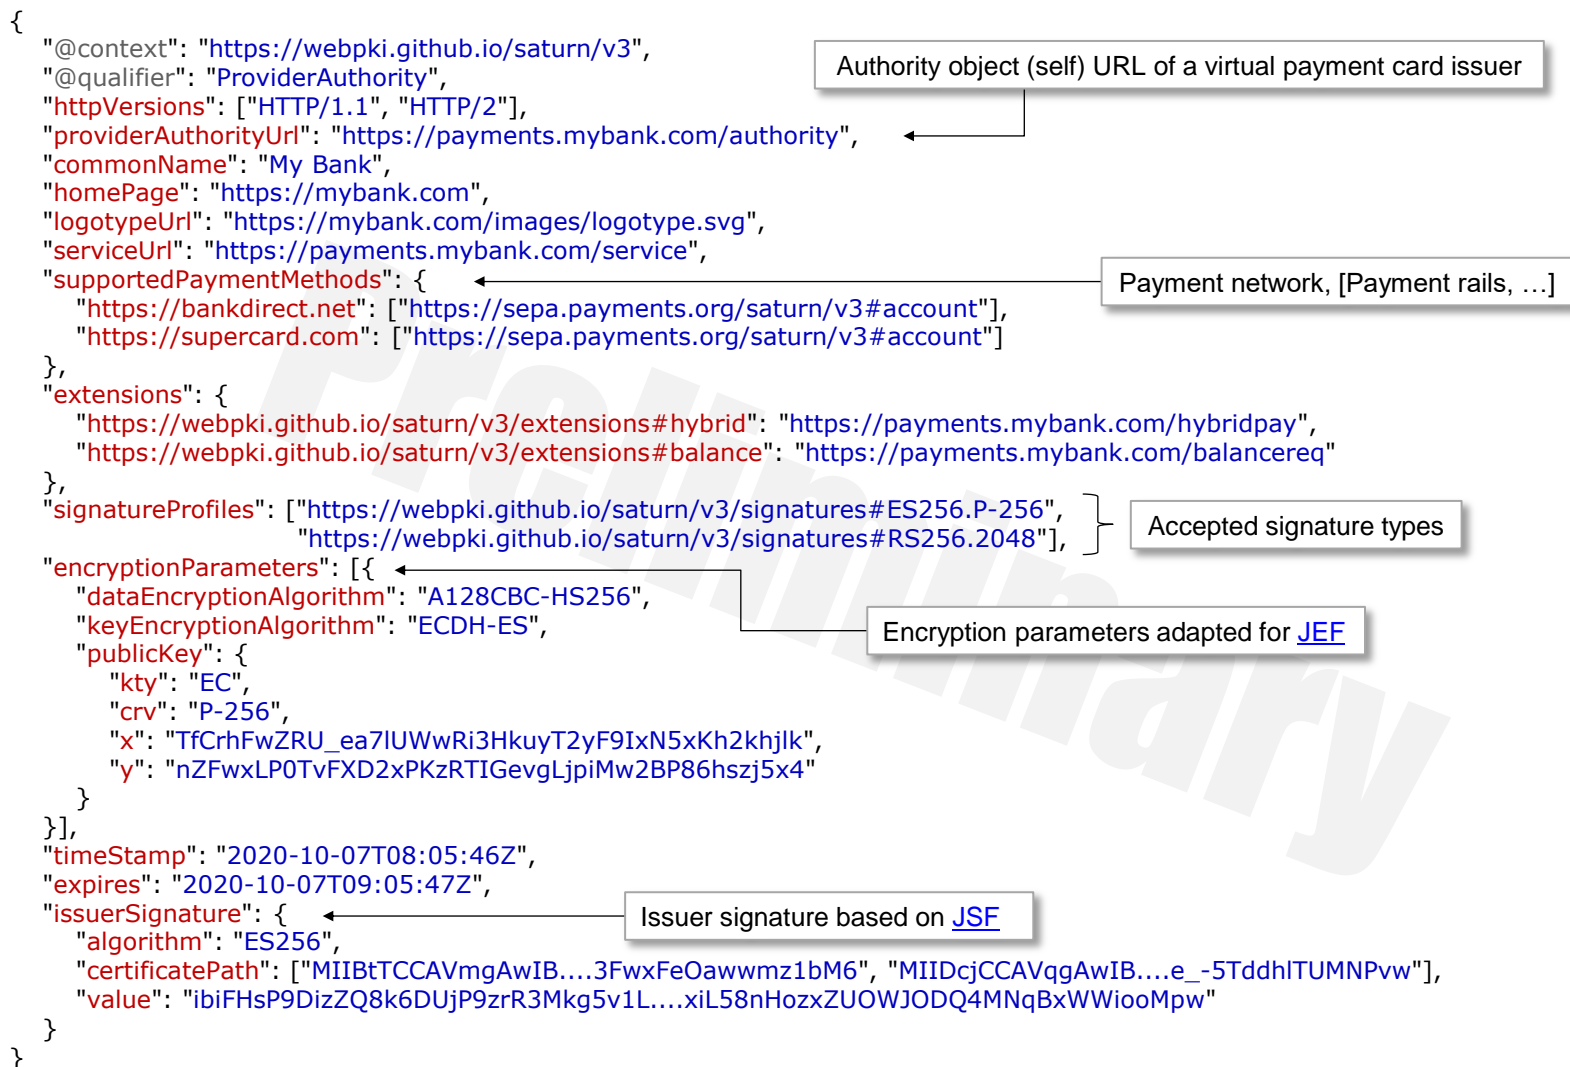 {
"@context": "https://webpki.github.io/saturn/v3",
"@qualifier": "ProviderAuthority",
Authority object (self) URL of a virtual payment card issuer
"httpVersions": ["HTTP/1.1", "HTTP/2"],
"providerAuthorityUrl": "https://payments.mybank.com/authority",
"commonName": "My Bank",
"homePage": "https://mybank.com",
"logotypeUrl": "https://mybank.com/images/logotype.svg",
"serviceUrl": "https://payments.mybank.com/service",
"supportedPaymentMethods": {
Payment network, [Payment rails, …]
"https://bankdirect.net": ["https://sepa.payments.org/saturn/v3#account"],
"https://supercard.com": ["https://sepa.payments.org/saturn/v3#account"]
},
"extensions": {
"https://webpki.github.io/saturn/v3/extensions#hybrid": "https://payments.mybank.com/hybridpay",
"https://webpki.github.io/saturn/v3/extensions#balance": "https://payments.mybank.com/balancereq"
},
"signatureProfiles": ["https://webpki.github.io/saturn/v3/signatures#ES256.P-256",
"https://webpki.github.io/saturn/v3/signatures#RS256.2048"],
Accepted signature types
"encryptionParameters": [{
"dataEncryptionAlgorithm": "A128CBC-HS256",
"keyEncryptionAlgorithm": "ECDH-ES",
Encryption parameters adapted for JEF
"publicKey": {
"kty": "EC",
"crv": "P-256",
"x": "TfCrhFwZRU_ea7lUWwRi3HkuyT2yF9IxN5xKh2khjlk",
"y": "nZFwxLP0TvFXD2xPKzRTIGevgLjpiMw2BP86hszj5x4"
}
}],
"timeStamp": "2020-10-07T08:05:46Z",
"expires": "2020-10-07T09:05:47Z",
"issuerSignature": {
Issuer signature based on JSF
"algorithm": "ES256",
"certificatePath": ["MIIBtTCCAVmgAwIB....3FwxFeOawwmz1bM6", "MIIDcjCCAVqgAwIB....e_-5TddhlTUMNPvw"],
"value": "ibiFHsP9DizZQ8k6DUjP9zrR3Mkg5v1L....xiL58nHozxZUOWJODQ4MNqBxWWiooMpw"
}
}
Preliminary